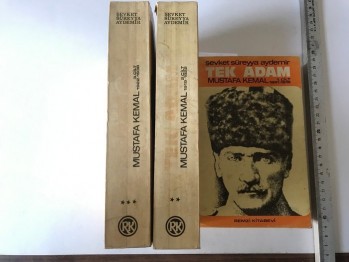 ŞEVKET
SÜREYYA
AYDEMİR
MUSTAFA KEMAL
***
RK
ŞEVKET
SÜREYYA
AYDEMİR
MUSTAFA KEMAL
**
RK
şevket süreyya aydemir
TEK ADAM
MUSTAFA KEMAL
REMZİ KİTABEVİ